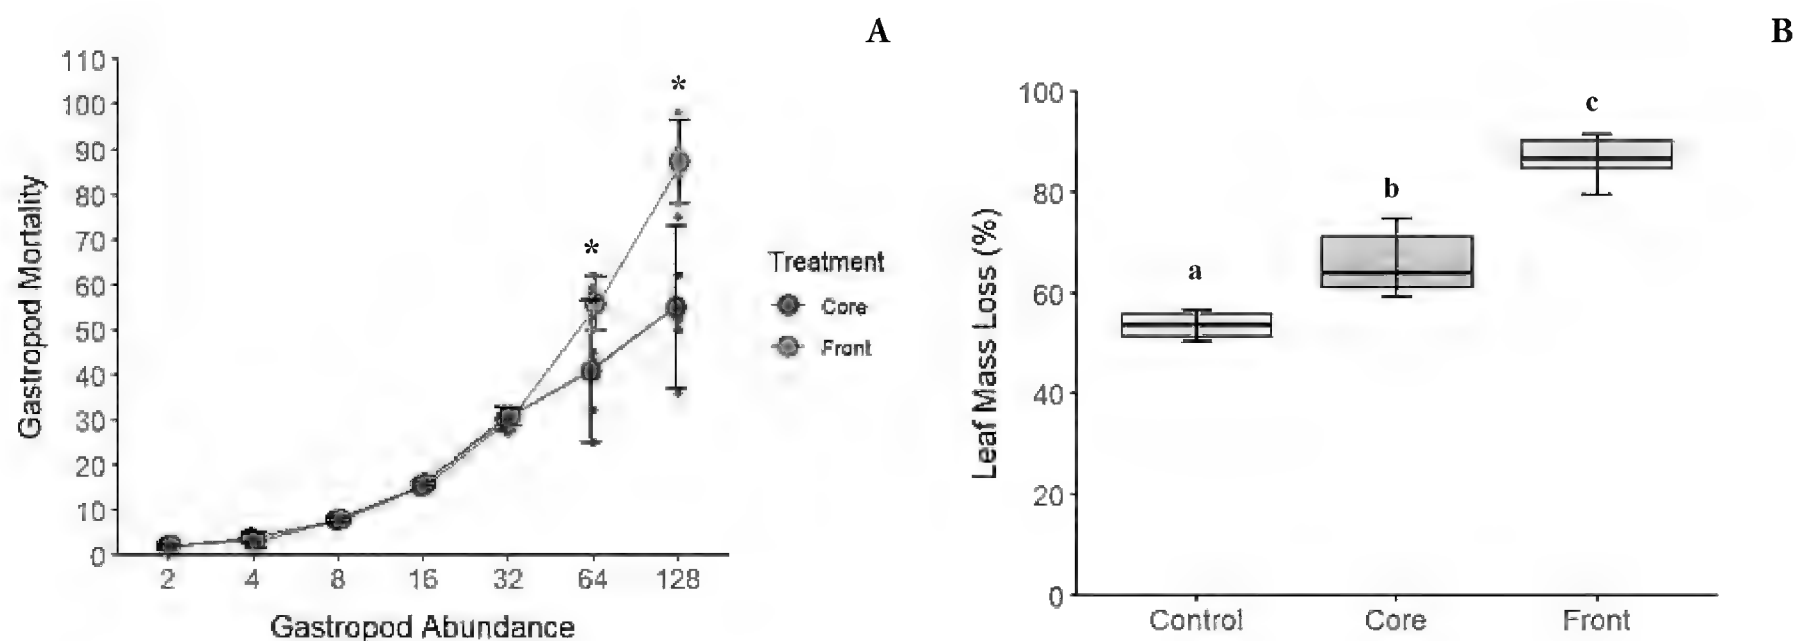 A
110
100
90
80
70
60
50
40
30
20
10
0
Gastropod Mortality
*
*
2 4 8 16 32 64 128
Gastropod Abundance
Treatment
Core
Front
B
100
80
60
40
20
0
Leaf Mass Loss (%)
a
b
c
Control Core Front